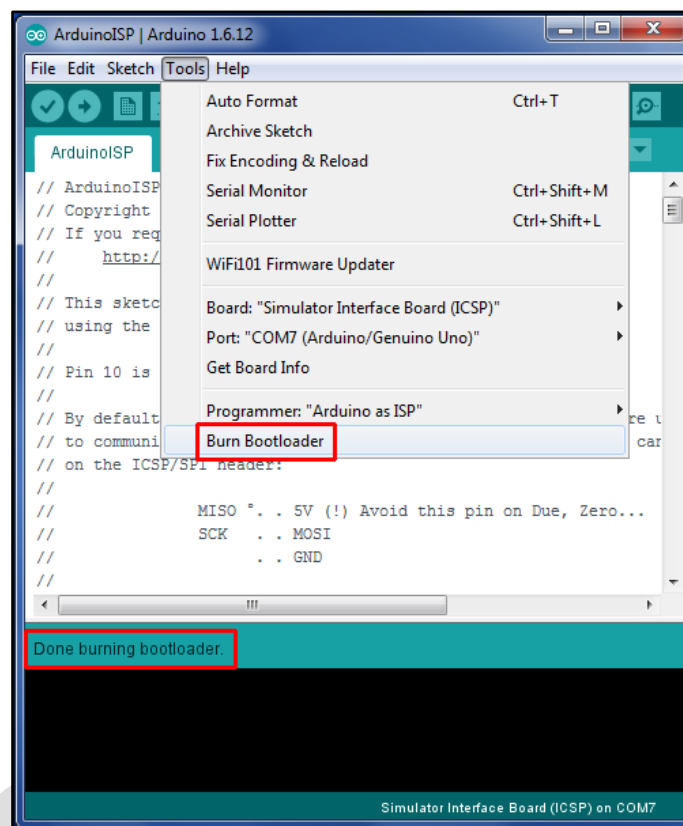 ArduinoISP | Arduino 1.6.12
File Edit Sketch Tools Help
Auto Format Ctrl+T
Archive Sketch
Fix Encoding & Reload
Serial Monitor Ctrl+Shift+M
Serial Plotter Ctrl+Shift+L
WiFi101 Firmware Updater
Board: "Simulator Interface Board (ICSP)"
Port: "COM7 (Arduino/Genuino Uno)"
Get Board Info
Programmer: "Arduino as ISP"
Burn Bootloader
ArduinoISP
// ArduinoISP
// Copyright
// If you req
// http:/
//
// This sketc
// using the
//
// Pin 10 is
//
// By default re u
// to communi car
// on the ICSP/SPI header:
//
// MISO °. . 5V (!) Avoid this pin on Due, Zero...
// SCK . . MOSI
// . . GND
//
Done burning bootloader.
Simulator Interface Board (ICSP) on COM7